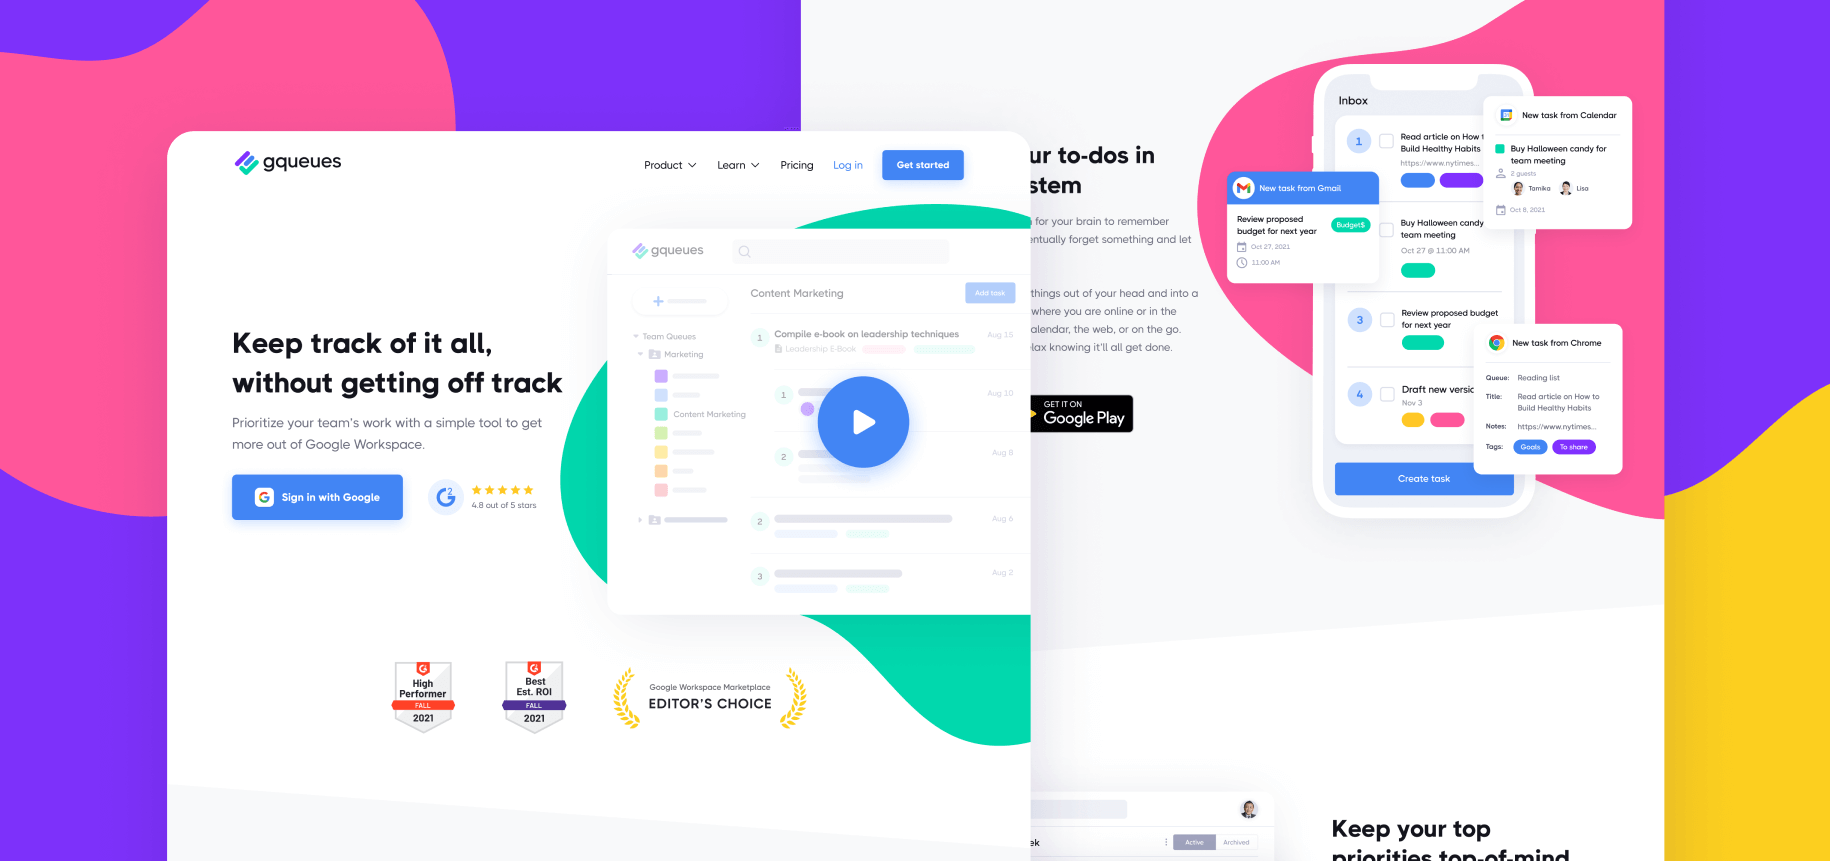 gqueues
Product
Learn
Pricing
Log in
Get started
Keep track of it all,
without getting off track
Prioritize your team's work with a simple tool to get
more out of Google Workspace.
Sign in with Google
4.8 out of 5 stars
gqueues
Content Marketing
Add task
Team Queues
Marketing
Content Marketing
1
Compile e-book on leadership techniques
Aug 15
Leadership E-Book
1
Aug 10
2
Aug 8
2
Aug 6
3
Aug 2
High
Performer
FALL
2021
Best
Est. ROI
FALL
2021
Google Workspace Marketplace
EDITOR'S CHOICE
ur to-dos in
stem
for your brain to remember
entually forget something and let
things out of your head and into a
where you are online or in the
alendar, the web, or on the go.
elax knowing it'll all get done.
GET IT ON
Google Play
Inbox
1
Read article on How t
Build Healthy Habits
https://www.nytimes...
Buy Halloween candy
team meeting
Oct 27 @ 11:00 AM
3
Review proposed budget
for next year
4
Draft new versic
Nov 3
Create task
New task from Gmail
Review proposed
budget for next year
Budget$
Oct 27, 2021
11:00 AM
New task from Calendar
Buy Halloween candy for
team meeting
2 guests
Tamika
Lisa
Oct 8, 2021
New task from Chrome
Queue: Reading list
Title: Read article on How to
Build Healthy Habits
Notes: https://www.nytimes...
Tags: Goals To share
ek
Active
Archived
Keep your top
priorities top-of-mind